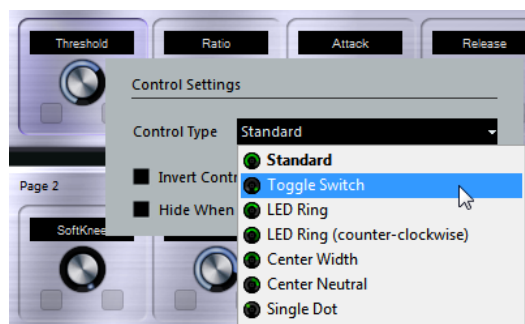 Threshold Ratio Attack Release
Control Settings
Control Type Standard
Standard
Invert Contr
Toggle Switch
Page 2
Hide When
LED Ring
SoftKnee
LED Ring (counter-clockwise)
Center Width
Center Neutral
Single Dot